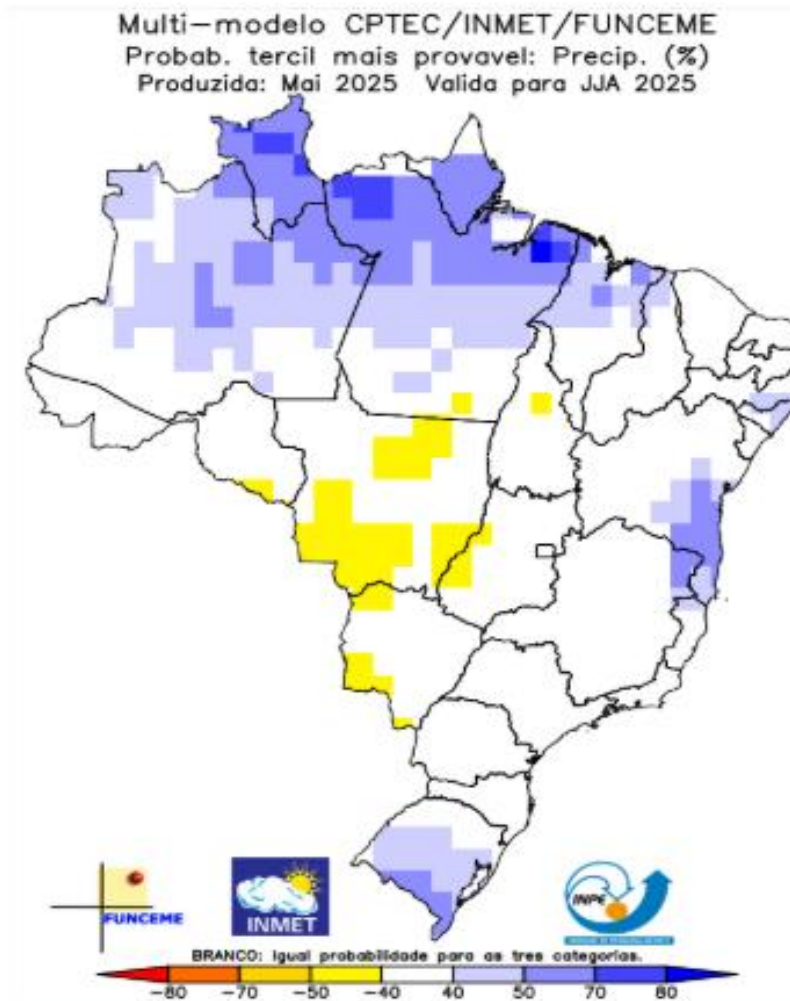 Multi-modelo CPTEC/INMET/FUNCEME
Probab. tercil mais provavel: Precip. (%)
Produzida: Mai 2025 Valida para JJA 2025
FUNCEME
INMET
INPE
BRANCO: Igual probabilidade para as tres categorias.
-80 -70 -50 -40 40 50 70 80